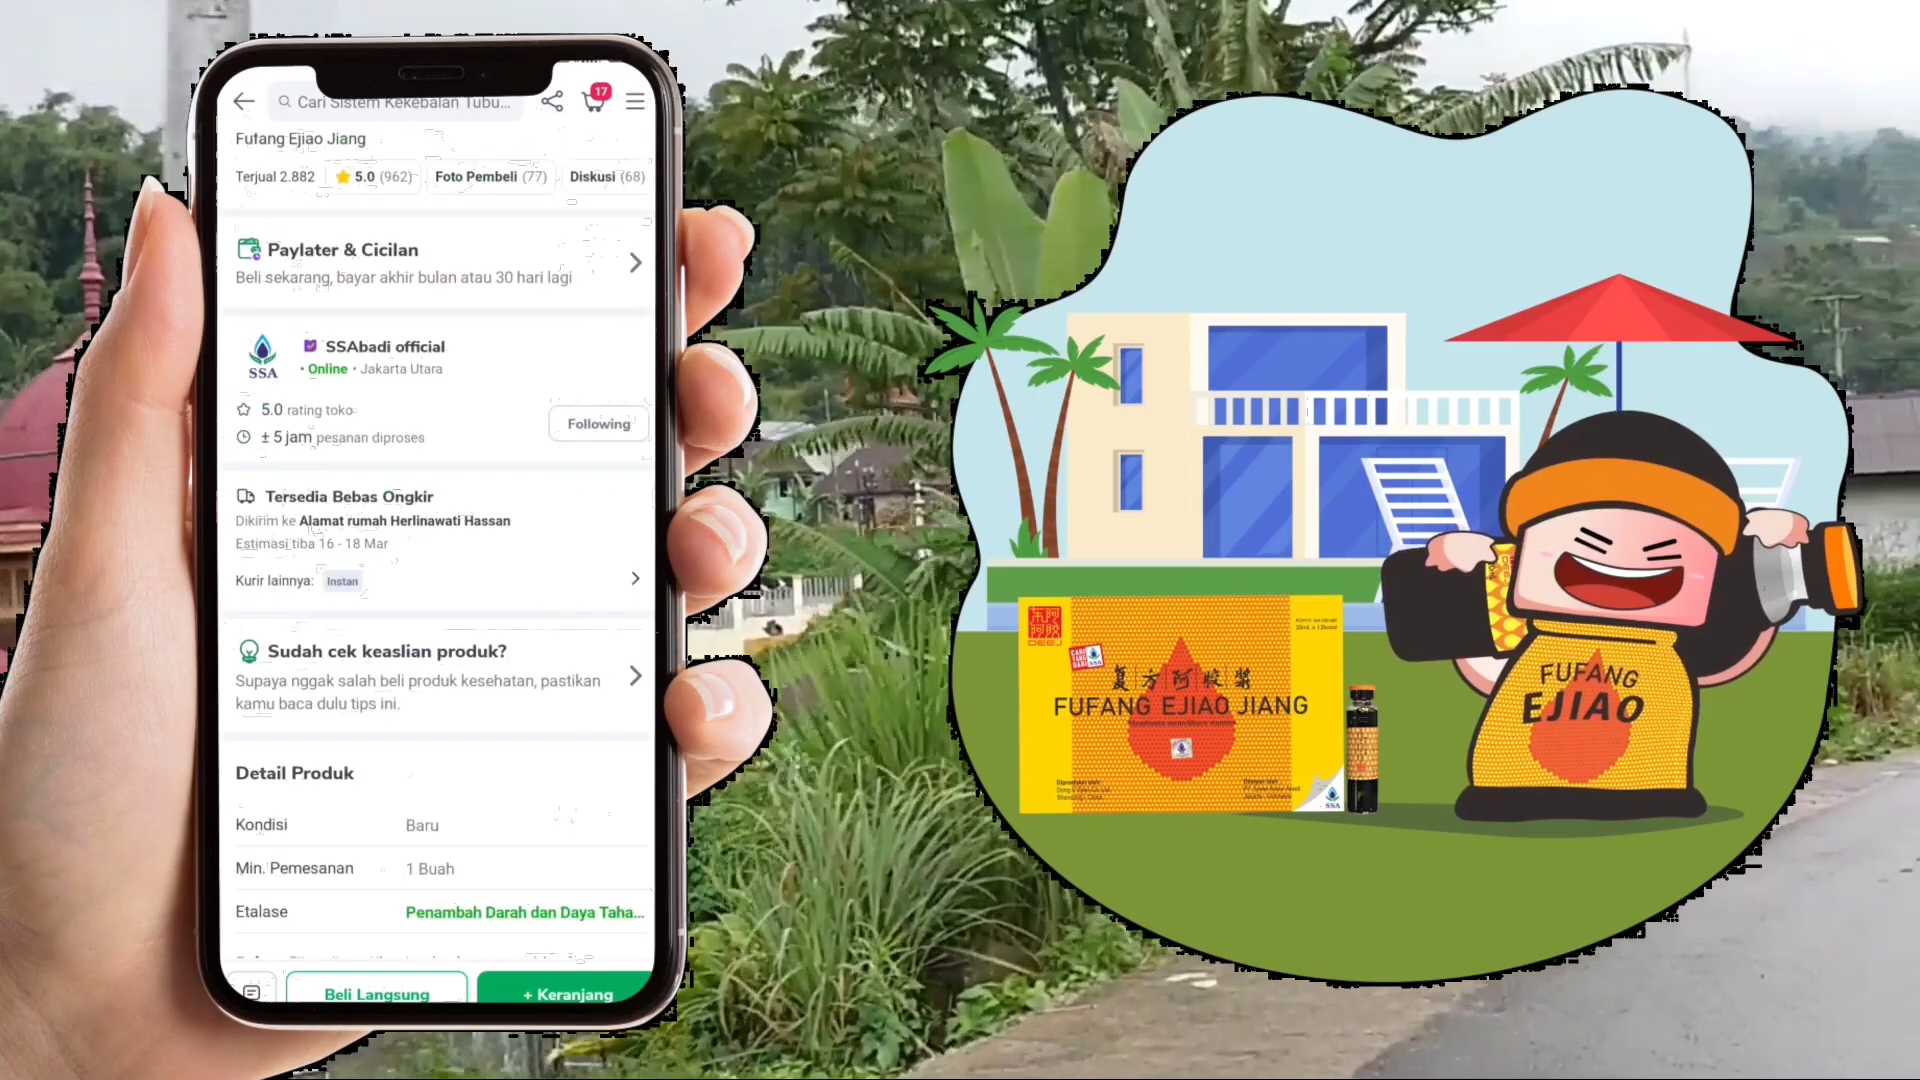 Cari Sistem Kekebalan Tubu...
17
Fufang Ejiao Jiang
Terjual 2.882
5.0 (962)
Foto Pembeli (77)
Diskusi (68)
Paylater & Cicilan
Beli sekarang, bayar akhir bulan atau 30 hari lagi
SSA
SSAbadi official
• Online • Jakarta Utara
5.0 rating toko
± 5 jam pesanan diproses
Following
Tersedia Bebas Ongkir
Dikirim ke Alamat rumah Herlinawati Hassan
Estimasi tiba 16 - 18 Mar
Kurir lainnya: Instan
Sudah cek keaslian produk?
Supaya nggak salah beli produk kesehatan, pastikan
kamu baca dulu tips ini.
Detail Produk
Kondisi Baru
Min. Pemesanan 1 Buah
Etalase Penambah Darah dan Daya Taha...
Beli Langsung
+ Keranjang
复方阿胶浆
FUFANG EJIAO JIANG
SSA
FUFANG
EJIAO